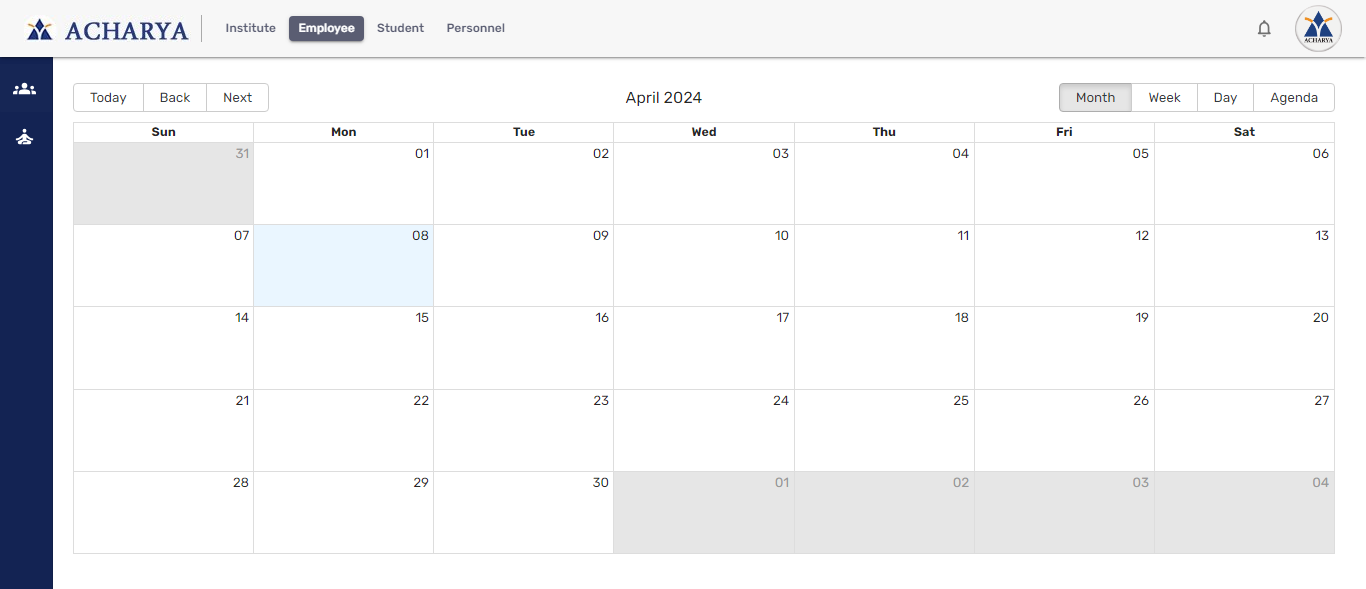 ACHARYA Institute Employee Student Personnel
ACHARYA
Today Back Next April 2024 Month Week Day Agenda
Sun Mon Tue Wed Thu Fri Sat
31 01 02 03 04 05 06
07 08 09 10 11 12 13
14 15 16 17 18 19 20
21 22 23 24 25 26 27
28 29 30 01 02 03 04